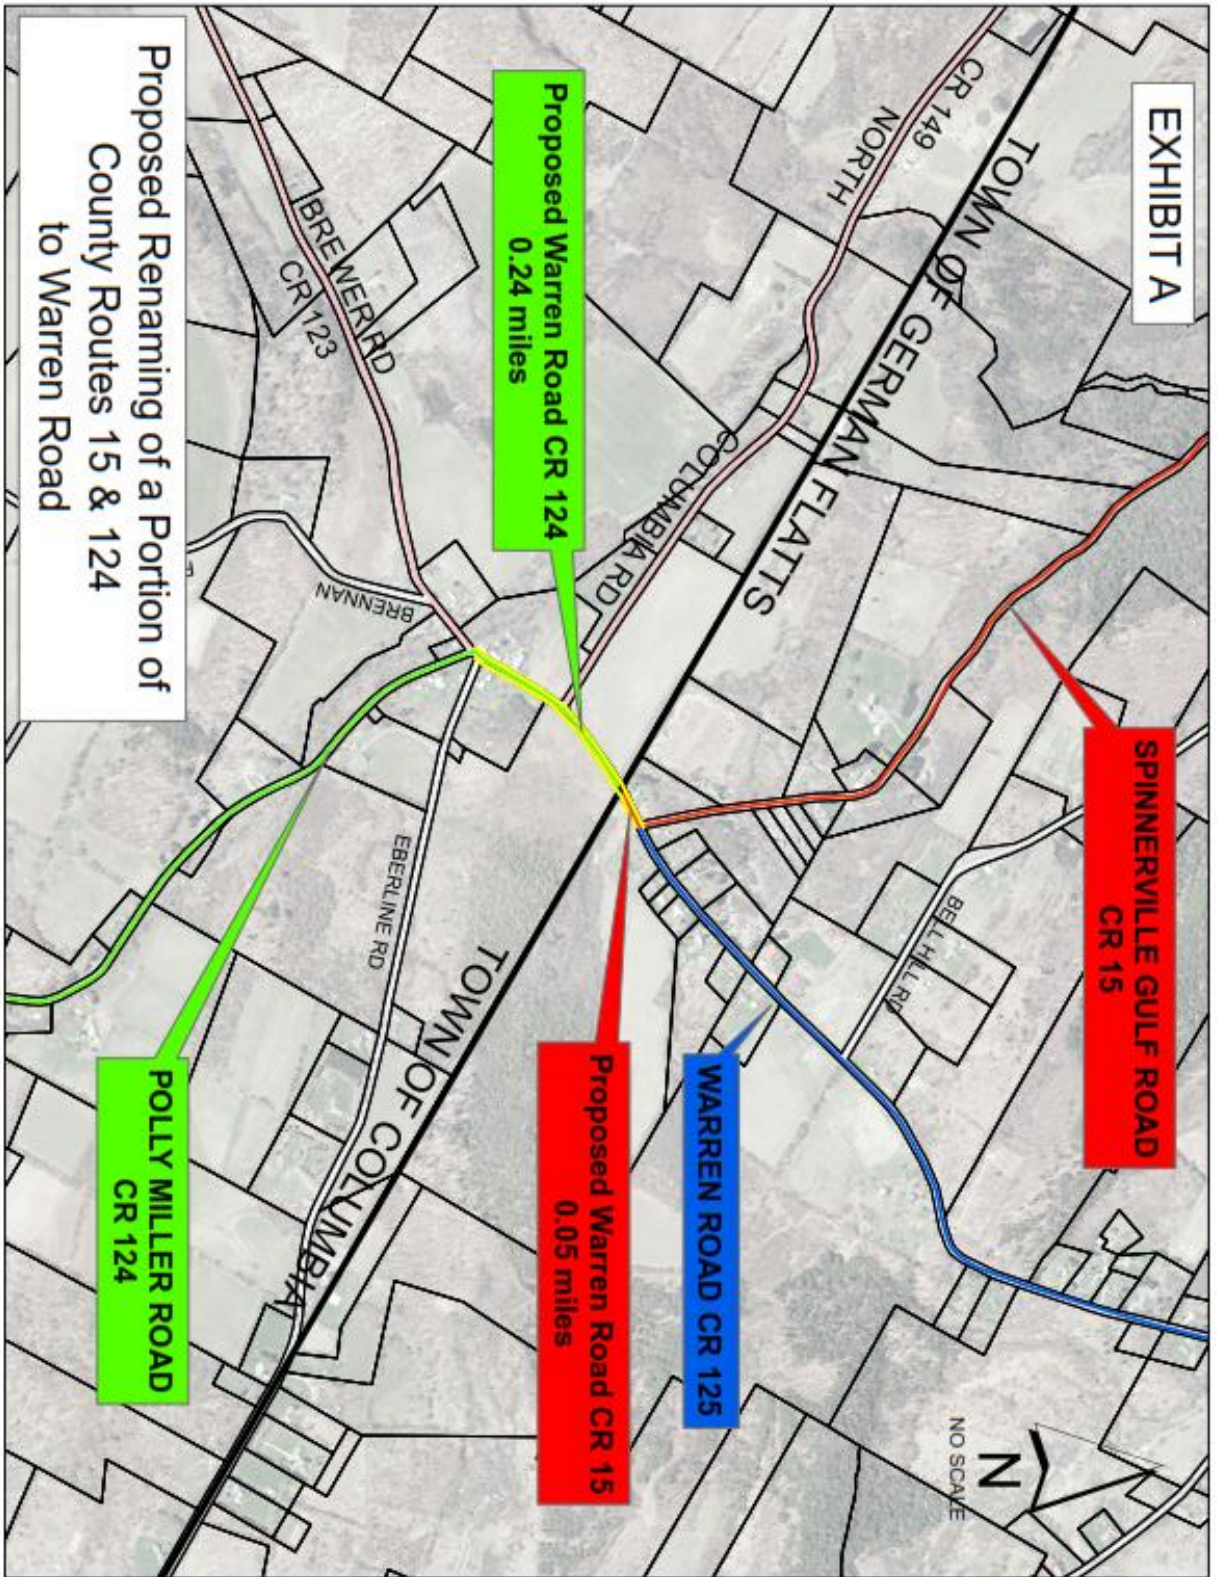 EXHIBIT A
CR 149
NORTH
COLUMBIA RD
TOWN OF GERMAN FLATTS
SPINNERVILLE GULF ROAD
CR 15
BELL HILL RD
N
NO SCALE
WARREN ROAD CR 125
Proposed Warren Road CR 124
0.24 miles
Proposed Warren Road CR 15
0.05 miles
BREWER RD
CR 123
BRENNAN
EBERLINE RD
TOWN OF COLUMBIA
POLLY MILLER ROAD
CR 124
Proposed Renaming of a Portion of
County Routes 15 & 124
to Warren Road